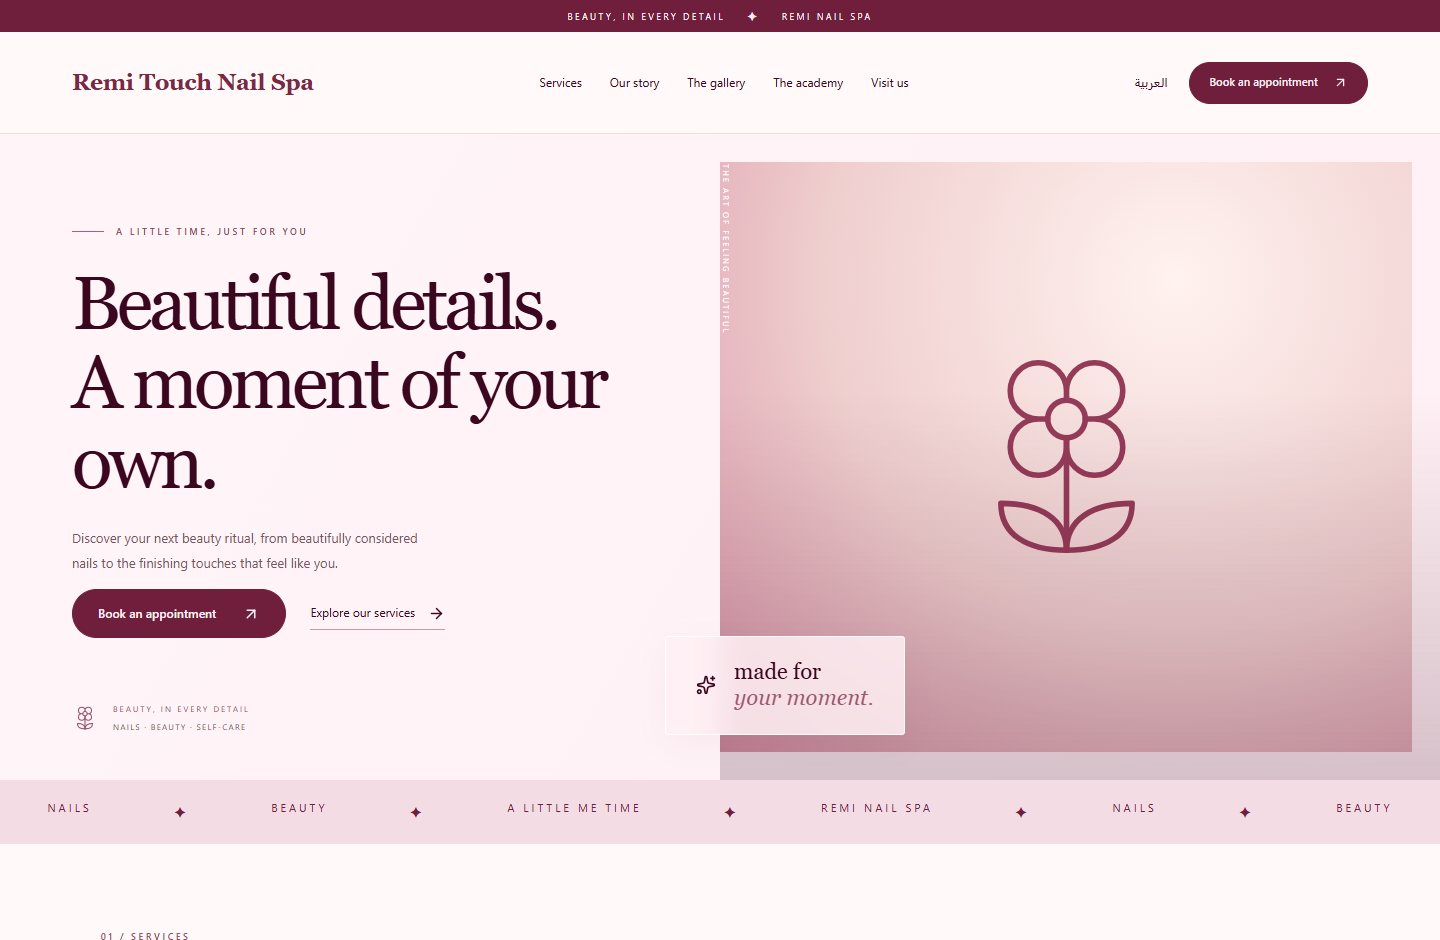 BEAUTY, IN EVERY DETAIL ✦ REMI NAIL SPA
Remi Touch Nail Spa
Services Our story The gallery The academy Visit us
العربية
Book an appointment
THE ART OF FEELING BEAUTIFUL
A LITTLE TIME, JUST FOR YOU
Beautiful details.
A moment of your
own.
Discover your next beauty ritual, from beautifully considered
nails to the finishing touches that feel like you.
Book an appointment
Explore our services
made for
your moment.
BEAUTY, IN EVERY DETAIL
NAILS · BEAUTY · SELF-CARE
NAILS ✦ BEAUTY ✦ A LITTLE ME TIME ✦ REMI NAIL SPA ✦ NAILS ✦ BEAUTY
01 / SERVICES